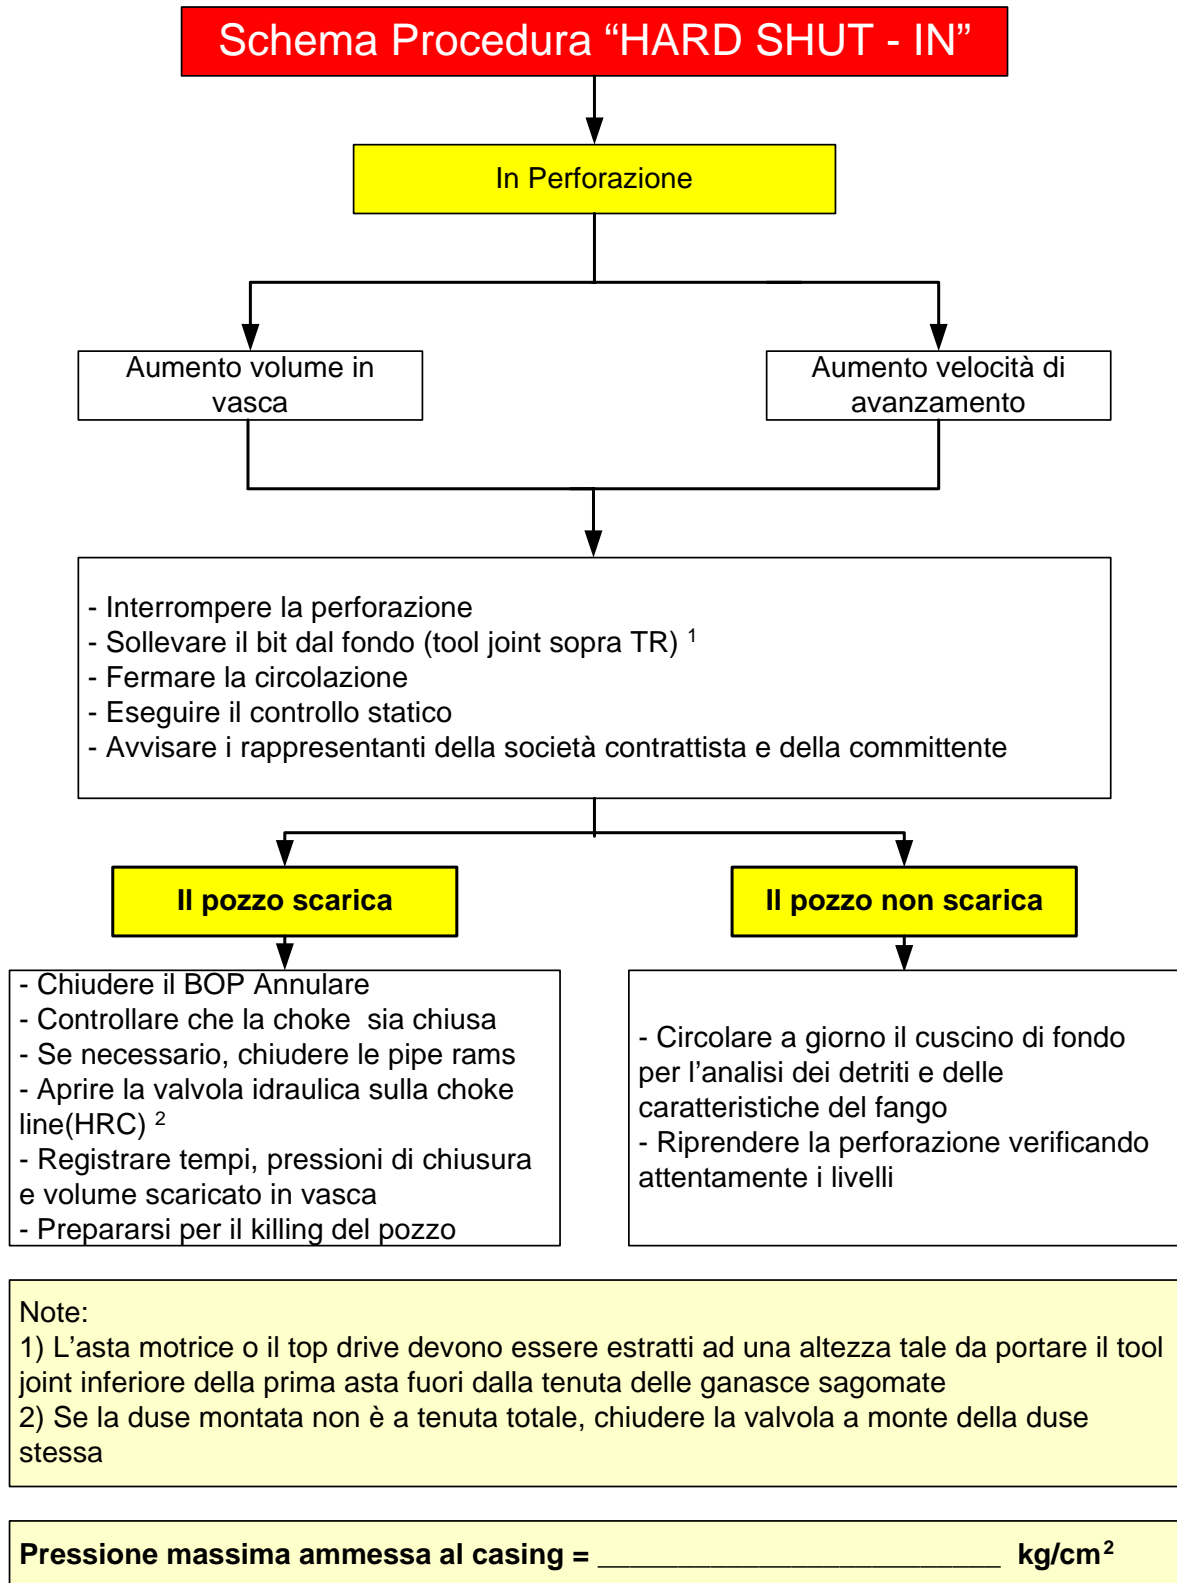 Schema Procedura “HARD SHUT - IN”
In Perforazione
Aumento volume in
vasca
Aumento velocità di
avanzamento
- Interrompere la perforazione
- Sollevare il bit dal fondo (tool joint sopra TR) 1
- Fermare la circolazione
- Eseguire il controllo statico
- Avvisare i rappresentanti della società contrattista e della committente
Il pozzo scarica
Il pozzo non scarica
- Chiudere il BOP Annulare
- Controllare che la choke  sia chiusa
- Se necessario, chiudere le pipe rams
- Aprire la valvola idraulica sulla choke
line(HRC) 2
- Registrare tempi, pressioni di chiusura
e volume scaricato in vasca
- Prepararsi per il killing del pozzo
- Circolare a giorno il cuscino di fondo
per l’analisi dei detriti e delle
caratteristiche del fango
- Riprendere la perforazione verificando
attentamente i livelli
Note:
1) L’asta motrice o il top drive devono essere estratti ad una altezza tale da portare il tool
joint inferiore della prima asta fuori dalla tenuta delle ganasce sagomate
2) Se la duse montata non è a tenuta totale, chiudere la valvola a monte della duse
stessa
Pressione massima ammessa al casing = _________________________ kg/cm2